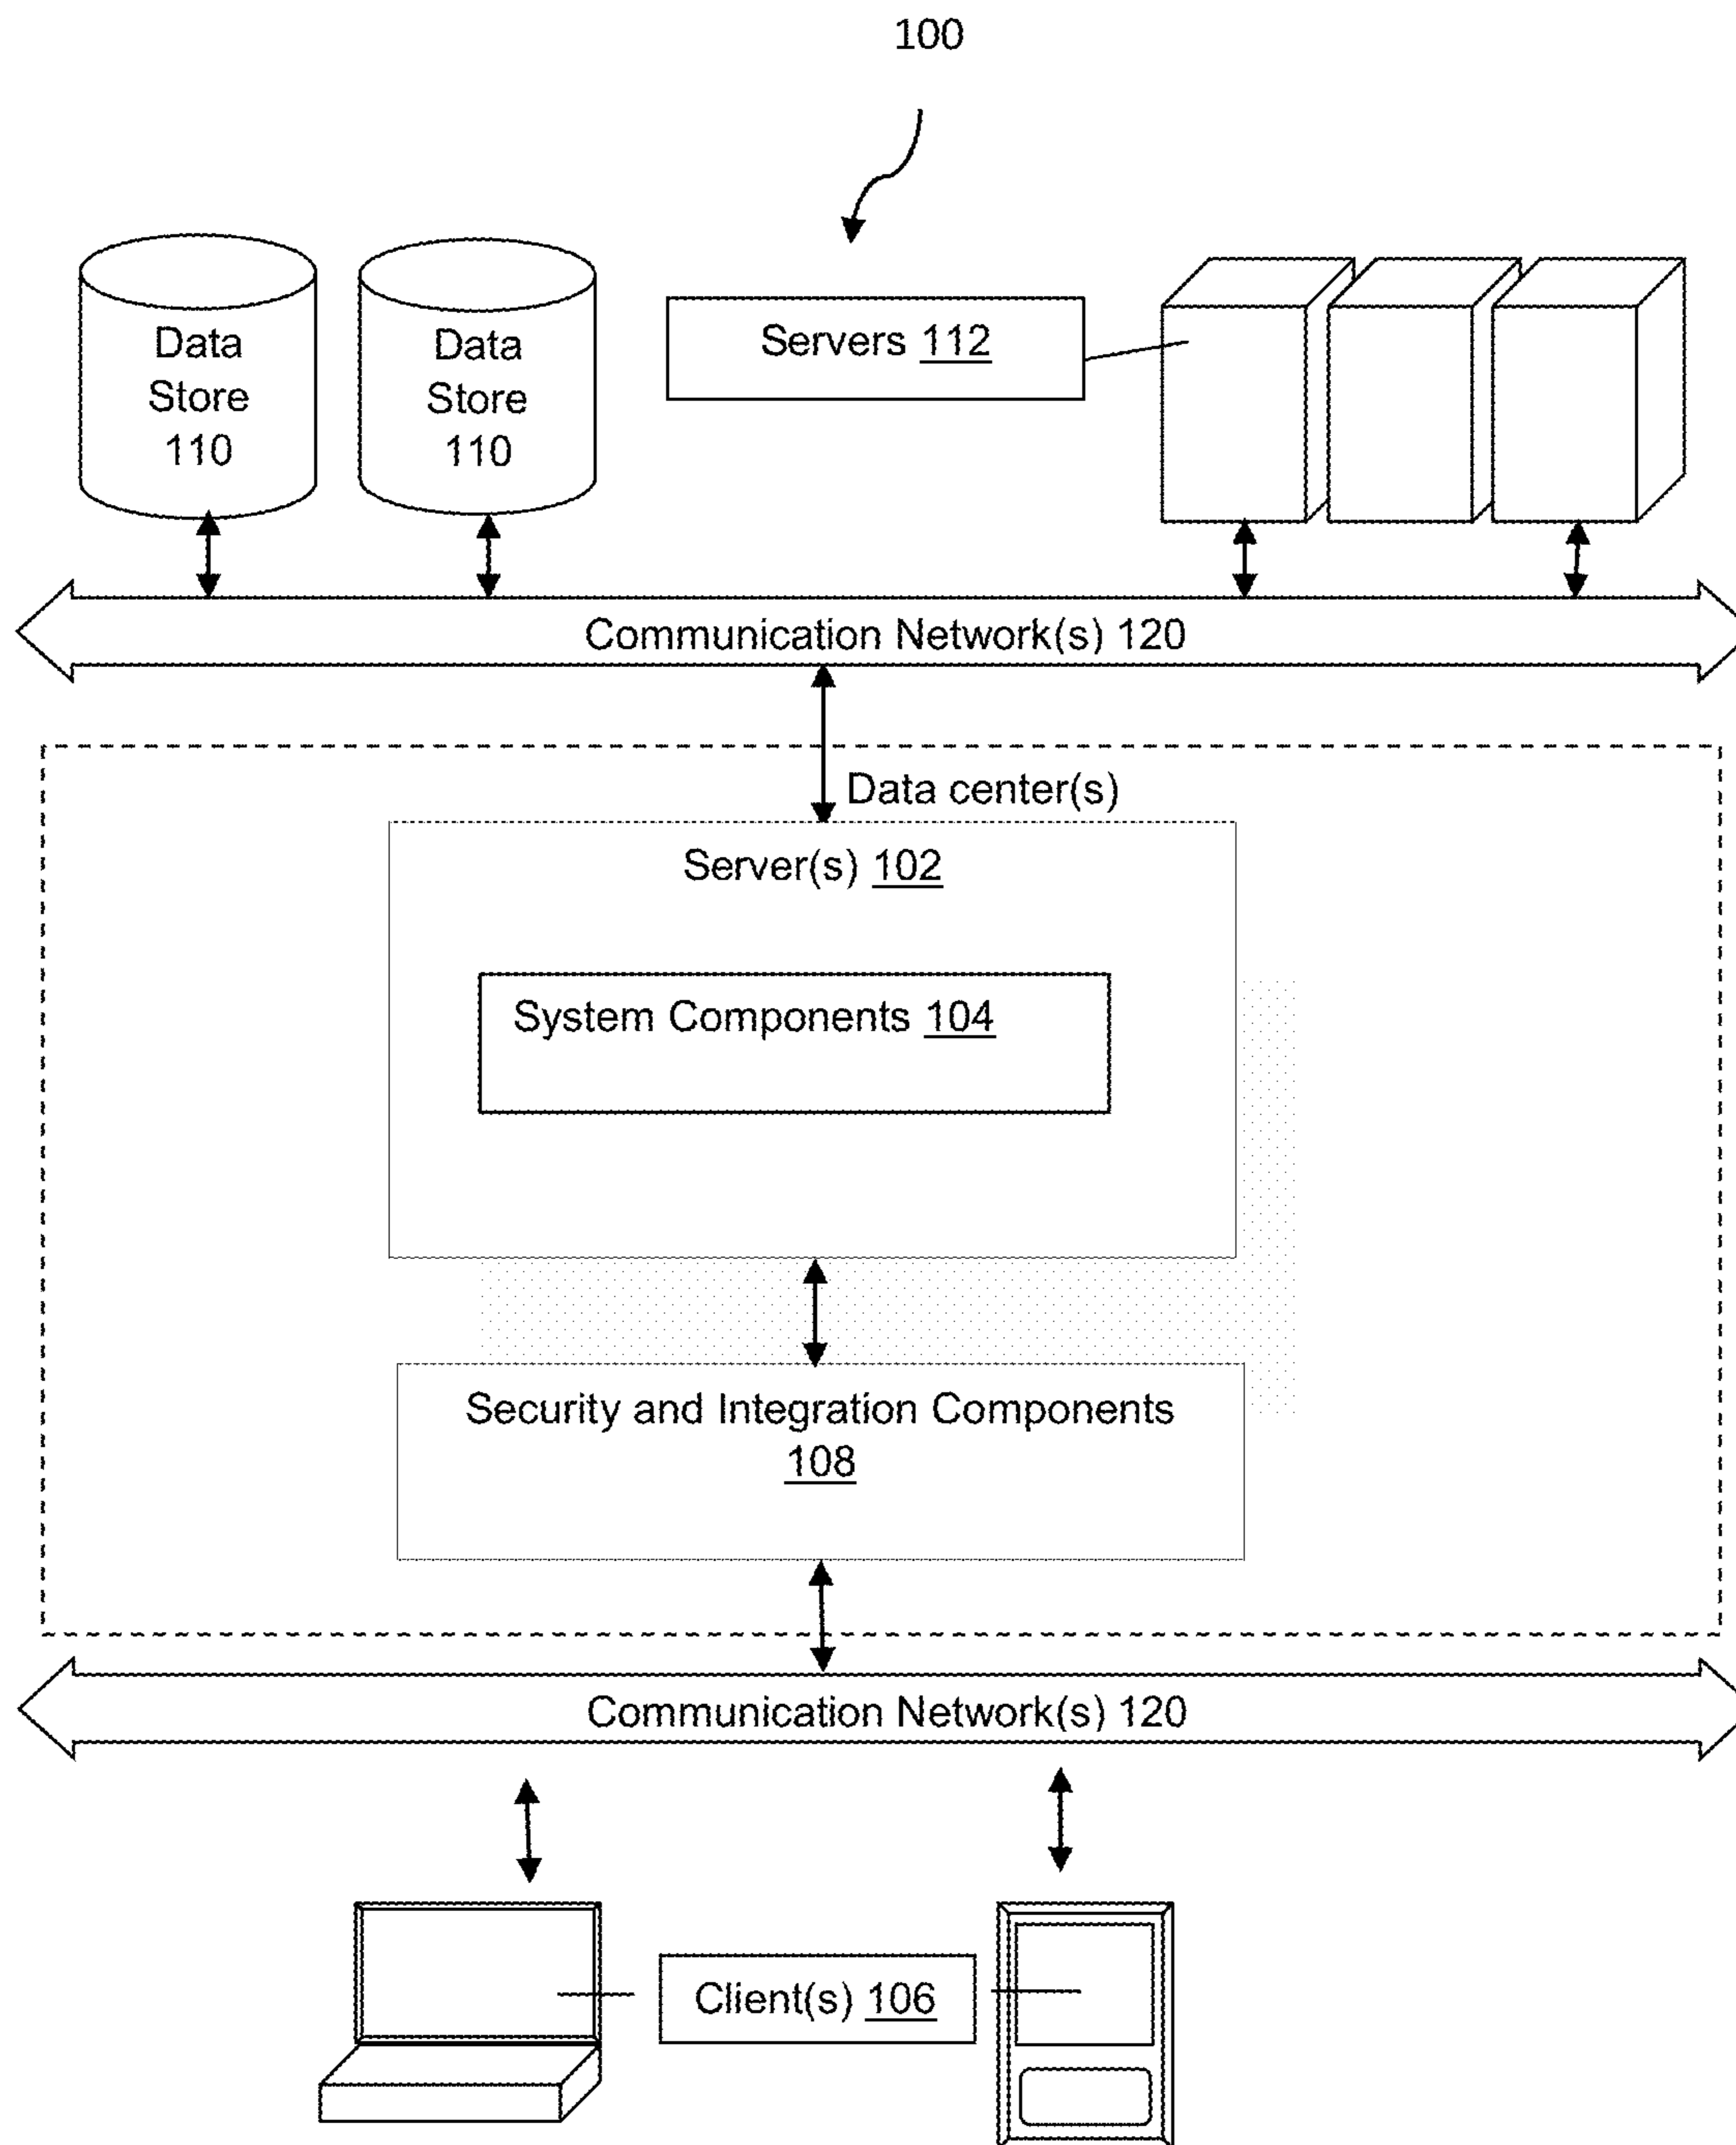 100
Data
Store
110
Data
Store
110
Servers 112
Communication Network(s) 120
Data center(s)
Server(s) 102
System Components 104
Security and Integration Components
108
Communication Network(s) 120
Client(s) 106